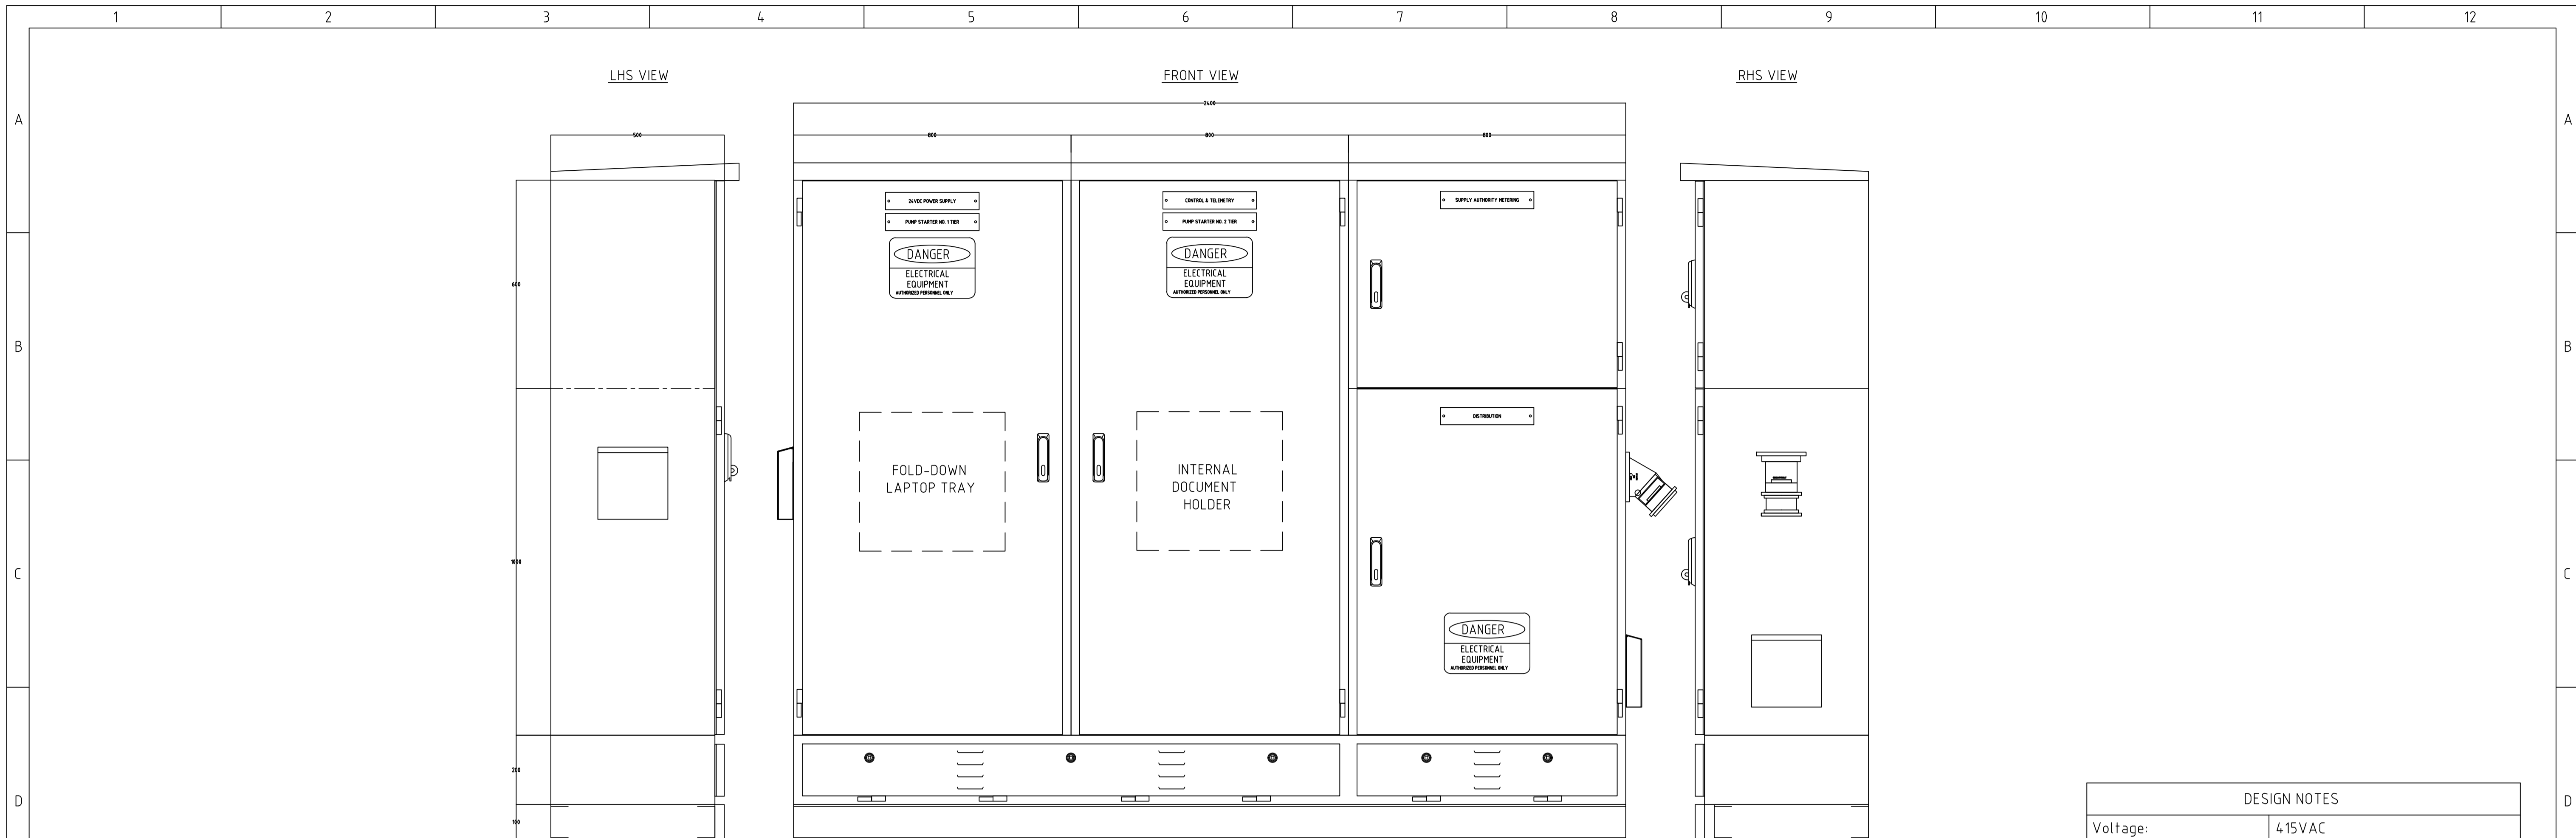 1 2 3 4 5 6 7 8 9 10 11 12
LHS VIEW
FRONT VIEW
RHS VIEW
2400
A
A
500
800
800
800
24VDC POWER SUPPLY
CONTROL & TELEMETRY
SUPPLY AUTHORITY METERING
PUMP STARTER NO. 1 TIER
PUMP STARTER NO. 2 TIER
DANGER
ELECTRICAL
EQUIPMENT
AUTHORIZED PERSONNEL ONLY
DANGER
ELECTRICAL
EQUIPMENT
AUTHORIZED PERSONNEL ONLY
600
B
B
DISTRIBUTION
FOLD-DOWN
LAPTOP TRAY
INTERNAL
DOCUMENT
HOLDER
1000
C
C
DANGER
ELECTRICAL
EQUIPMENT
AUTHORIZED PERSONNEL ONLY
200
D
D
100
DESIGN NOTES
Voltage: 415VAC